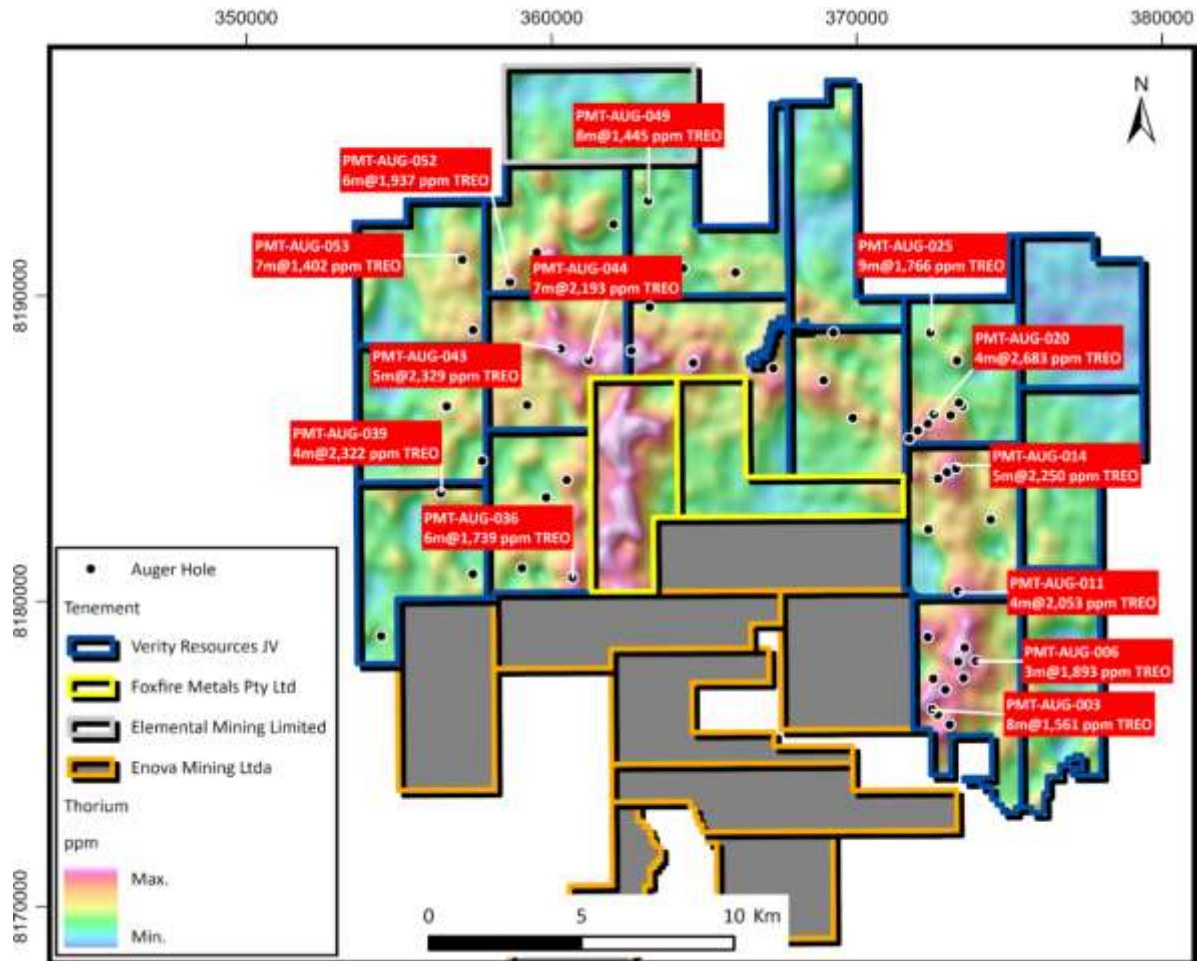 350000
360000
370000
380000
N
PMT-AUG-049
8m@1,445 ppm TREO
PMT-AUG-052
6m@1,937 ppm TREO
PMT-AUG-053
7m@1,402 ppm TREO
PMT-AUG-044
7m@2,193 ppm TREO
PMT-AUG-025
9m@1,766 ppm TREO
8190000
PMT-AUG-020
4m@2,683 ppm TREO
PMT-AUG-043
5m@2,329 ppm TREO
PMT-AUG-039
4m@2,322 ppm TREO
PMT-AUG-014
5m@2,250 ppm TREO
PMT-AUG-036
6m@1,739 ppm TREO
8180000
PMT-AUG-011
4m@2,053 ppm TREO
PMT-AUG-006
3m@1,893 ppm TREO
PMT-AUG-003
8m@1,561 ppm TREO
Auger Hole
Tenement
Verity Resources JV
Foxfire Metals Pty Ltd
Elemental Mining Limited
Enova Mining Ltda
Thorium
ppm
Max.
Min.
8170000
0
5
10 Km